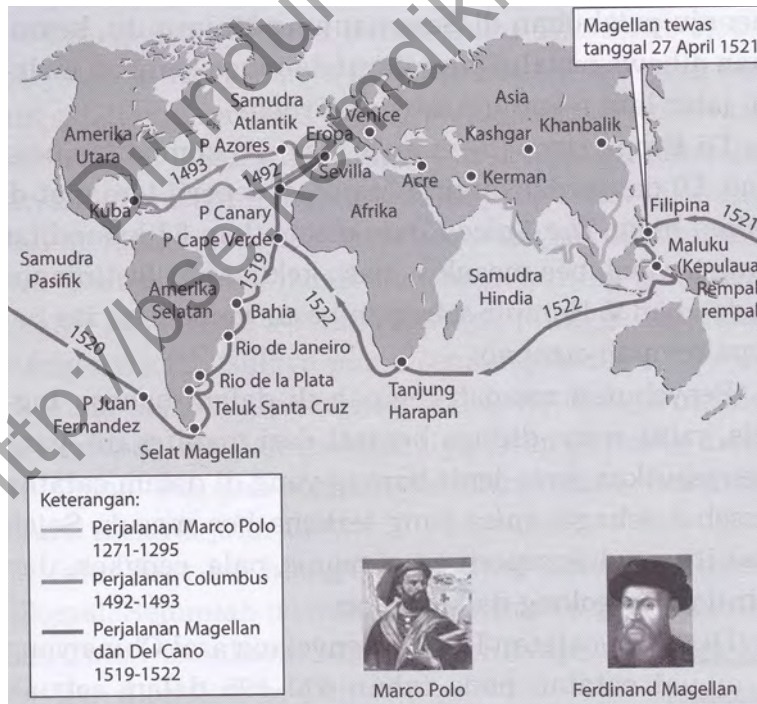 Magellan tewas
tanggal 27 April 1521
Samudra
Atlantik
Amerika
Utara
P Azores
Eropa
Venice
Asia
Kashgar
Khanbalik
1493
1492
Sevilla
Acre
Kerman
Kuba
P Canary
Afrika
Filipina
1521
P Cape Verde
Maluku
(Kepulaua
Rempal
rempal
Samudra
Pasifik
1519
Amerika
Selatan
Bahia
1522
Samudra
Hindia
1522
1520
Rio de Janeiro
Rio de la Plata
P Juan
Fernandez
Teluk Santa Cruz
Tanjung
Harapan
Selat Magellan
Keterangan:
Perjalanan Marco Polo
1271-1295
Perjalanan Columbus
1492-1493
Perjalanan Magellan
dan Del Cano
1519-1522
Marco Polo
Ferdinand Magellan